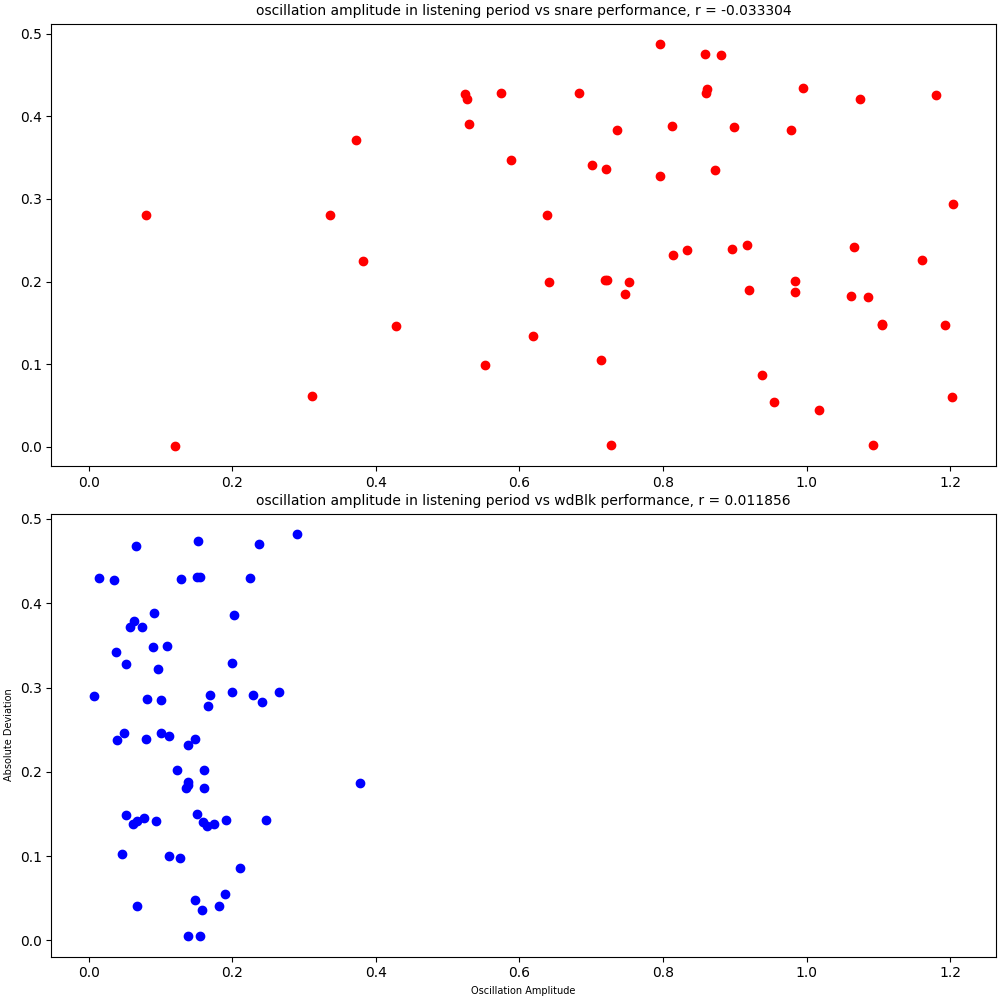 oscillation amplitude in listening period vs snare performance, r = -0.033304
0.5
0.4
0.3
0.2
0.1
0.0
0.0 0.2 0.4 0.6 0.8 1.0 1.2
oscillation amplitude in listening period vs wdBlk performance, r = 0.011856
0.5
0.4
0.3
0.2
0.1
0.0
Absolute Deviation
0.0 0.2 0.4 0.6 0.8 1.0 1.2
Oscillation Amplitude